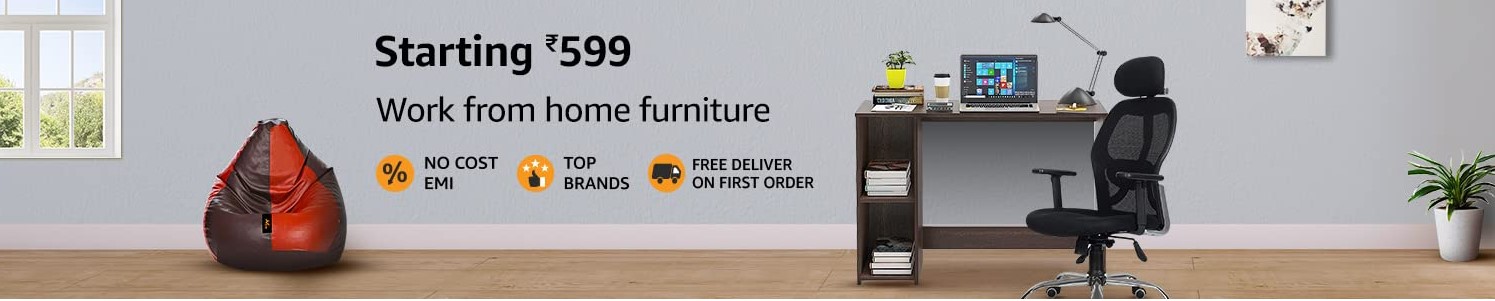 Starting ₹599
Work from home furniture
% NO COST
EMI
TOP
BRANDS
FREE DELIVER
ON FIRST ORDER